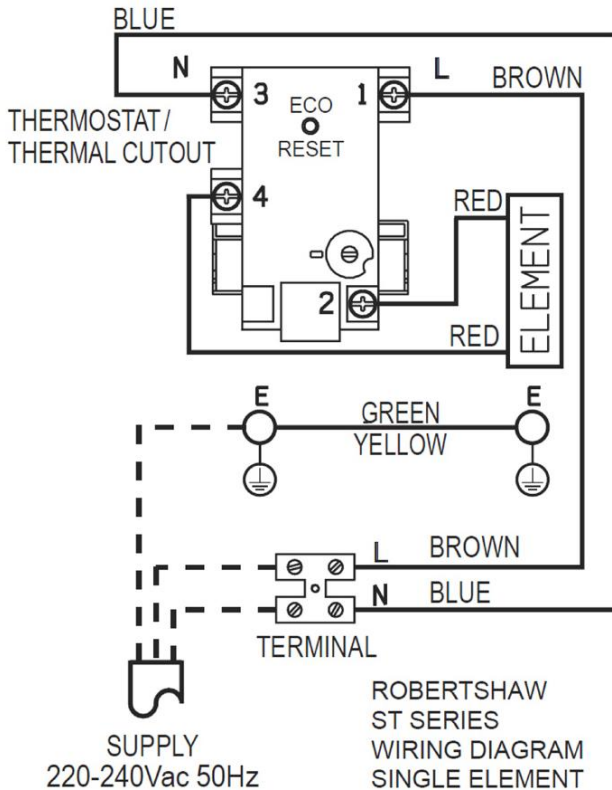 BLUE
N
L
BROWN
3
ECO
RESET
1
THERMOSTAT/
THERMAL CUTOUT
4
RED
ELEMENT
2
RED
E
E
GREEN
YELLOW
L
BROWN
N
BLUE
TERMINAL
SUPPLY
220-240Vac 50Hz
ROBERTSHAW
ST SERIES
WIRING DIAGRAM
SINGLE ELEMENT